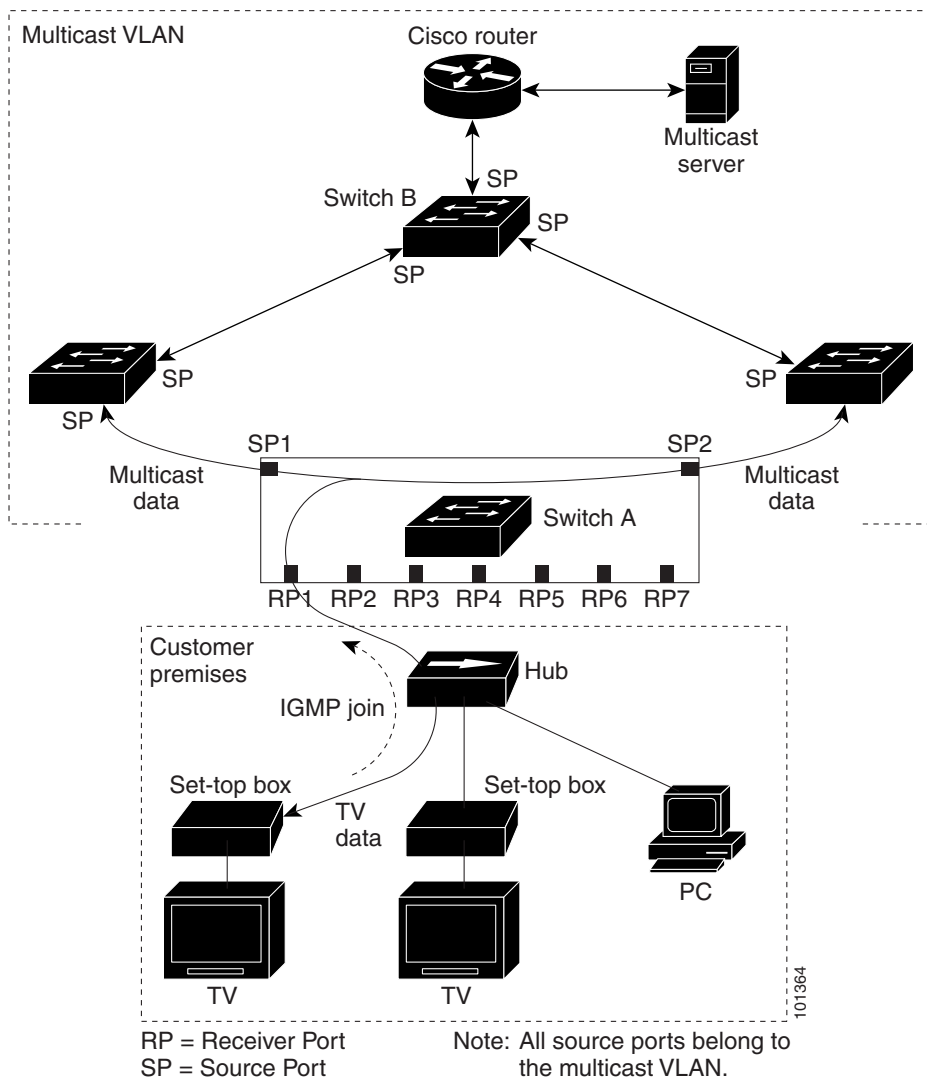 Multicast VLAN
Cisco router
Multicast
server
SP
Switch B
SP
SP
SP
SP
SP
SP1
SP2
Multicast
data
Multicast
data
Switch A
RP1 RP2 RP3 RP4 RP5 RP6 RP7
Customer
premises
Hub
IGMP join
Set-top box
Set-top box
TV
data
PC
TV
TV
101364
RP = Receiver Port
SP = Source Port
Note: All source ports belong to
the multicast VLAN.